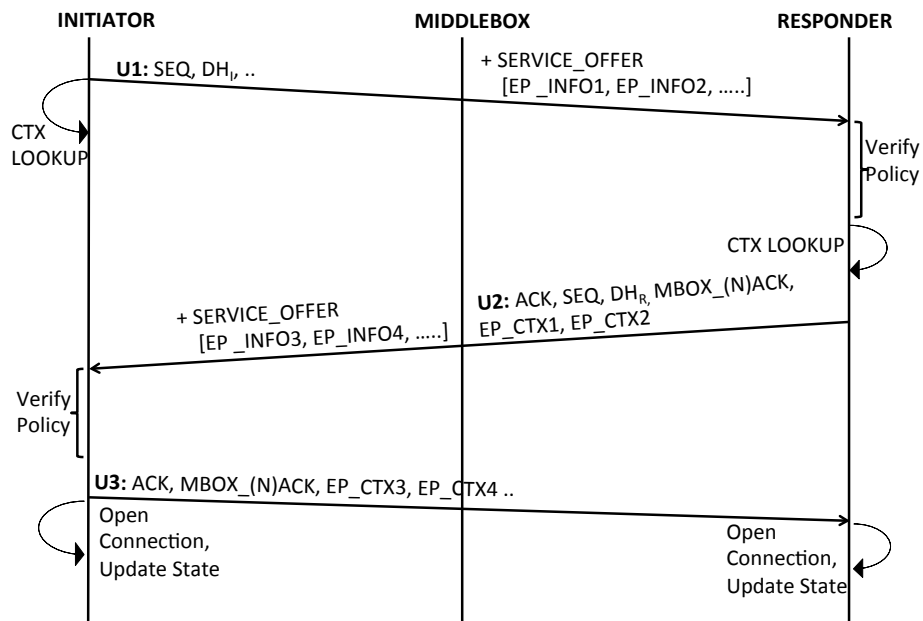 INITIATOR
MIDDLEBOX
RESPONDER
U1: SEQ, DH_I, ..
+ SERVICE_OFFER
[EP _INFO1, EP_INFO2, .....]
CTX
LOOKUP
Verify
Policy
CTX LOOKUP
U2: ACK, SEQ, DH_R, MBOX_(N)ACK,
EP_CTX1, EP_CTX2
+ SERVICE_OFFER
[EP _INFO3, EP_INFO4, .....]
Verify
Policy
U3: ACK, MBOX_(N)ACK, EP_CTX3, EP_CTX4 ..
Open
Connection,
Update State
Open
Connection,
Update State